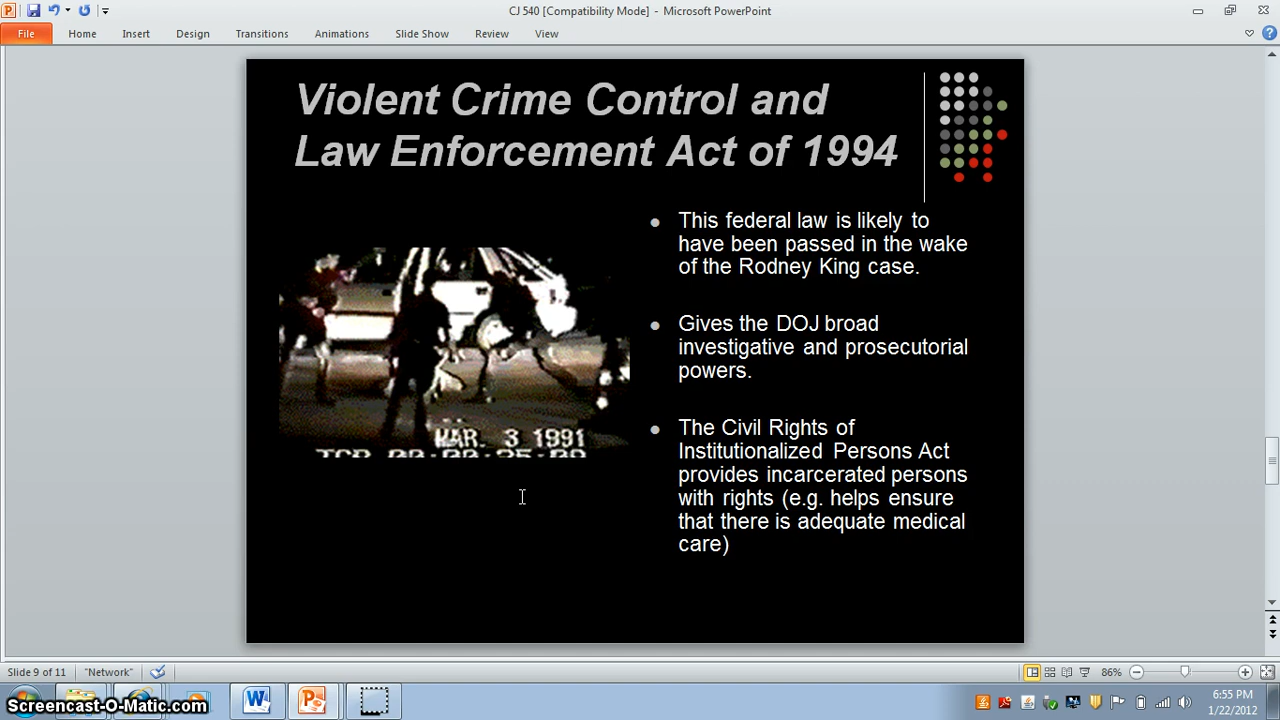 CJ 540 [Compatibility Mode] - Microsoft PowerPoint
File Home Insert Design Transitions Animations Slide Show Review View
Violent Crime Control and
Law Enforcement Act of 1994
This federal law is likely to
have been passed in the wake
of the Rodney King case.
Gives the DOJ broad
investigative and prosecutorial
powers.
The Civil Rights of
Institutionalized Persons Act
provides incarcerated persons
with rights (e.g. helps ensure
that there is adequate medical
care)
MAR. 3 1991
Slide 9 of 11 "Network" 86%
Screencast-O-Matic.com
6:55 PM
1/22/2012